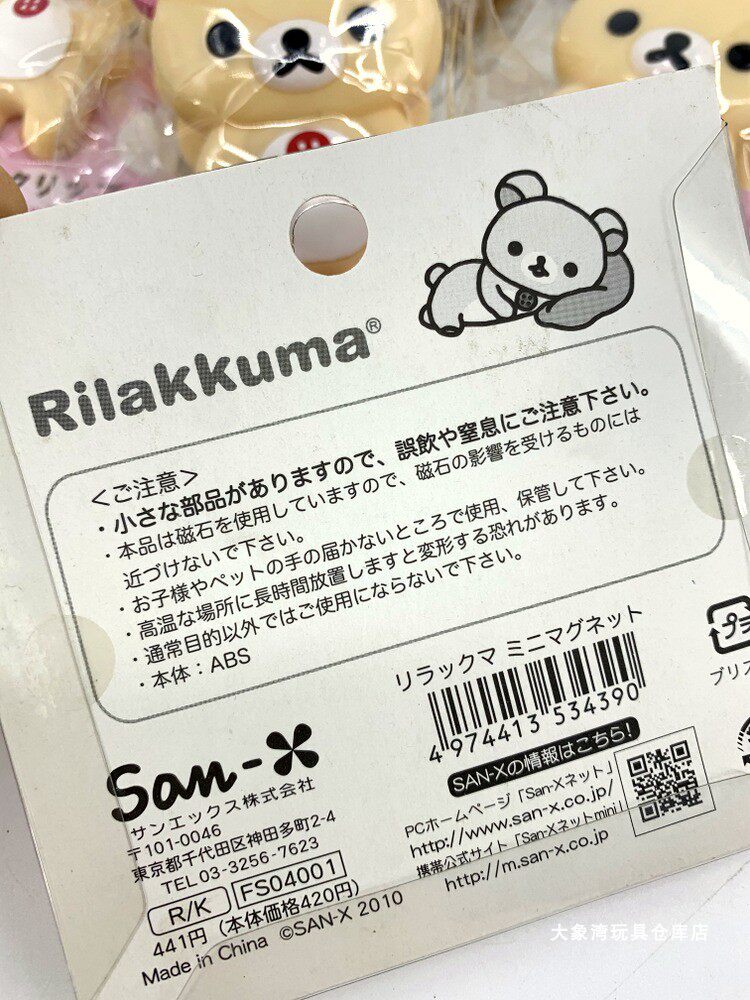 クリッ
Rilakkuma®
<ご注意>
・小さな部品がありますので、誤飲や窒息にご注意下さい。
・本品は磁石を使用していますので、磁石の影響を受けるものには
近づけないで下さい。
・お子様やペットの手の届かないところで使用、保管して下さい。
・高温な場所に長時間放置しますと変形する恐れがあります。
・通常目的以外ではご使用にならないで下さい。
・本体：ABS
リラックマ ミニマグネット
4 974413 534390
プラ
San-X
サンエックス株式会社
〒101-0046
東京都千代田区神田多町2-4
TEL 03-3256-7623
R/K FS04001
441円（本体価格420円）
Made in China ©SAN-X 2010
SAN-Xの情報はこちら!
PCホームページ「San-Xネット」
http://www.san-x.co.jp/
携帯公式サイト「San-Xネットmini」
http://m.san-x.co.jp
大象湾玩具仓库店